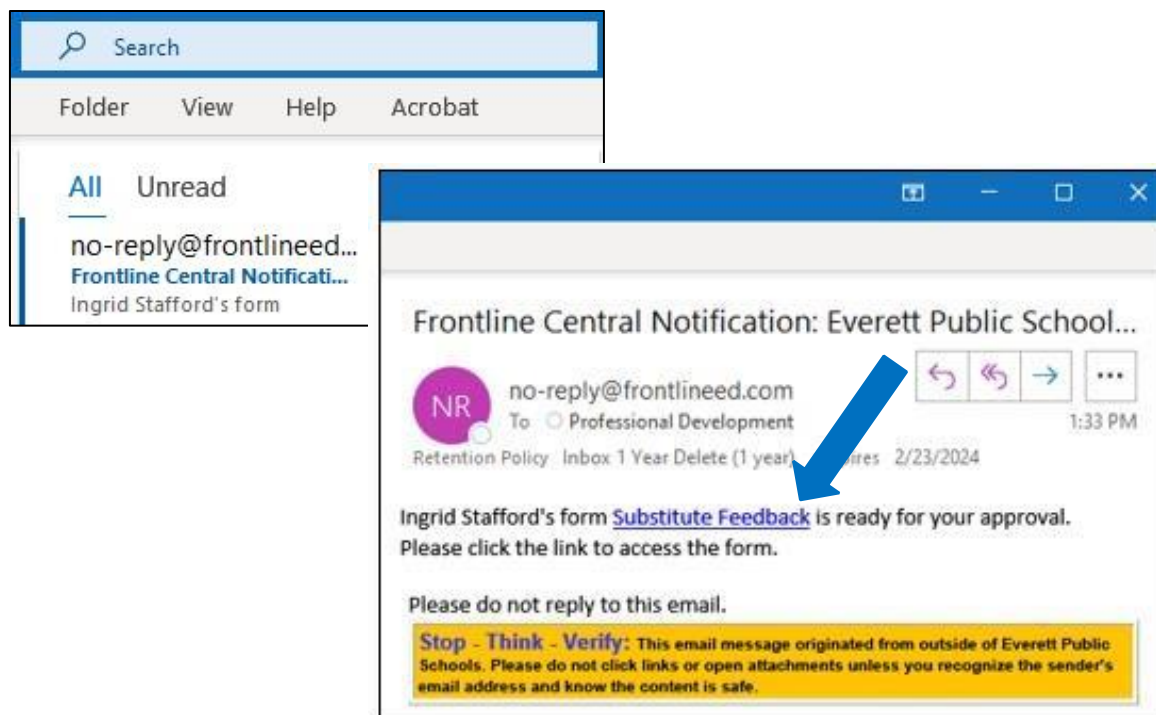 Search
Folder View Help Acrobat
All Unread
no-reply@frontlineed...
Frontline Central Notificati...
Ingrid Stafford's form
Frontline Central Notification: Everett Public School...
NR
no-reply@frontlineed.com
To Professional Development
1:33 PM
Retention Policy Inbox 1 Year Delete (1 year) 2/23/2024
Ingrid Stafford's form Substitute Feedback is ready for your approval.
Please click the link to access the form.
Please do not reply to this email.
Stop - Think - Verify: This email message originated from outside of Everett Public
Schools. Please do not click links or open attachments unless you recognize the sender's
email address and know the content is safe.